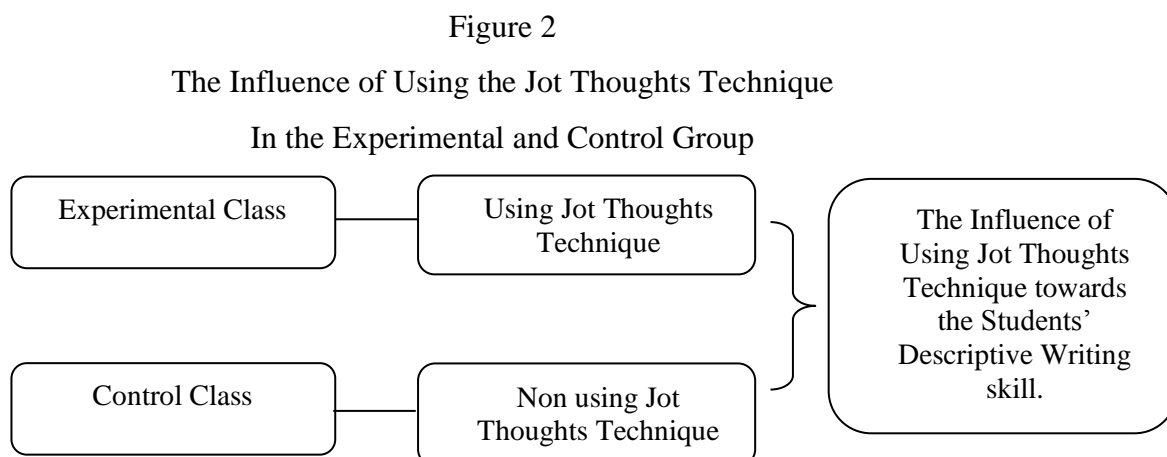 Figure 2
The Influence of Using the Jot Thoughts Technique
In the Experimental and Control Group
Experimental Class
Using Jot Thoughts
Technique
Control Class
Non using Jot
Thoughts Technique
The Influence of
Using Jot Thoughts
Technique towards
the Students’
Descriptive Writing
skill.